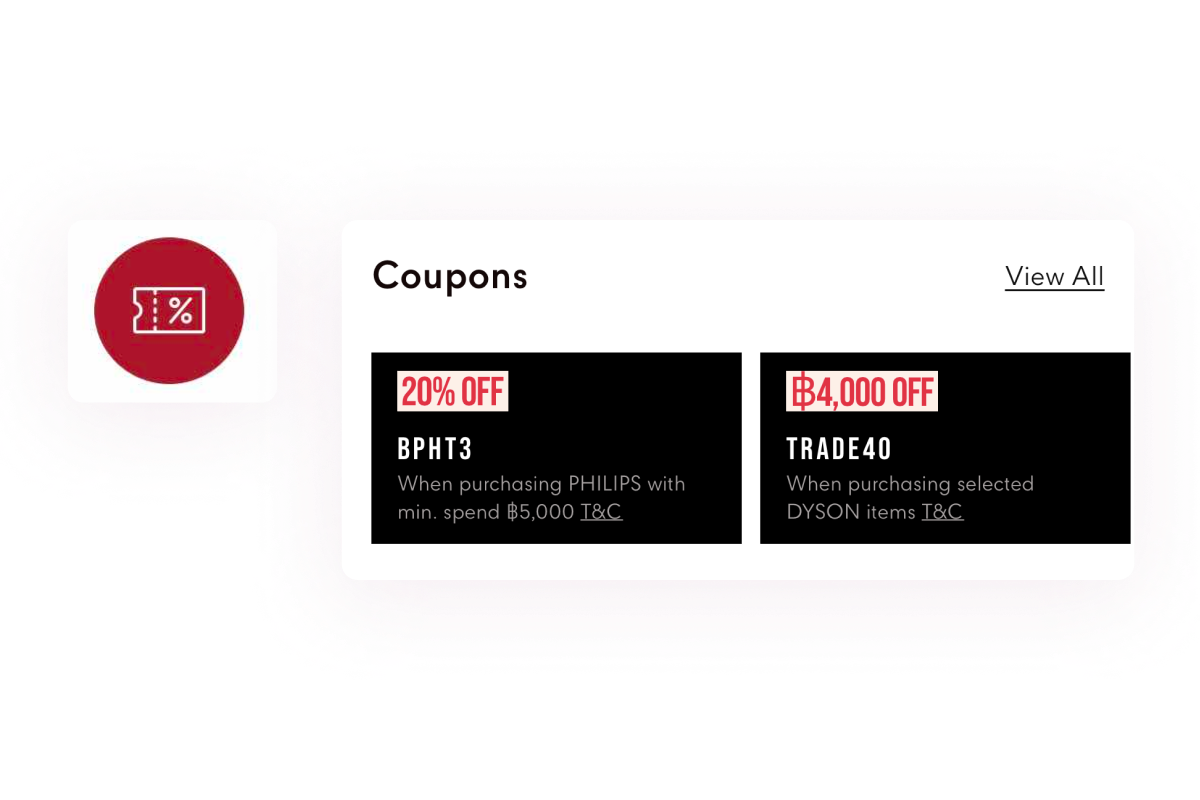 %
Coupons
View All
20% OFF
BPHT3
When purchasing PHILIPS with
min. spend ฿5,000 T&C
฿4,000 OFF
TRADE40
When purchasing selected
DYSON items T&C